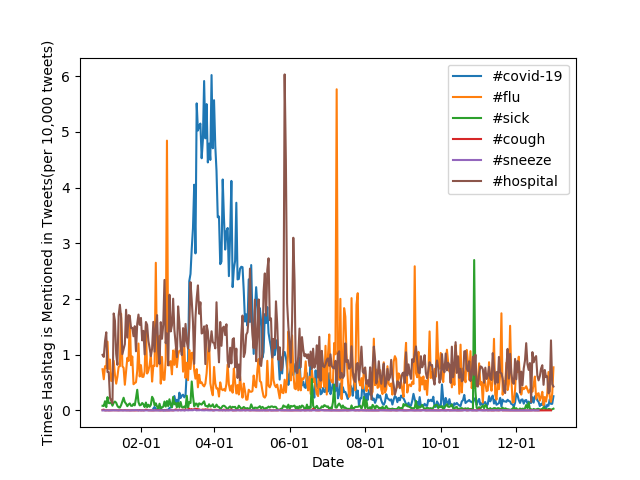 Times Hashtag is Mentioned in Tweets(per 10,000 tweets)
6
5
4
3
2
1
0
02-01 04-01 06-01 08-01 10-01 12-01
Date
#covid-19
#flu
#sick
#cough
#sneeze
#hospital